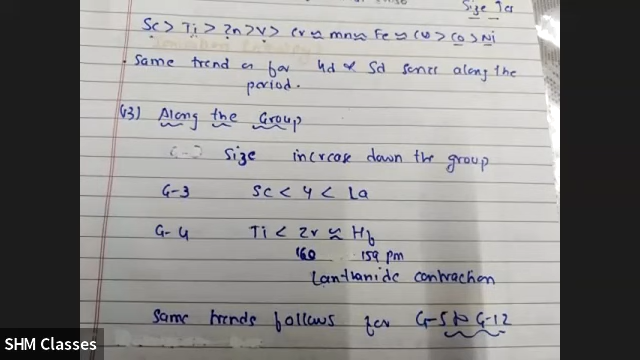 Size ↑es
Sc > Ti > Zn > V > Cr ≈ Mn ≈ Fe ≈ Cu > Co > Ni
Same trend as for 4d & 5d series along the
period.
(3) Along the Group
Size increase down the group
G-3 Sc < Y < La
G-4 Ti < Zr ≈ Hf
160 159 pm
Lanthanide contraction
Same trends follows for G-5 to G-12
SHM Classes